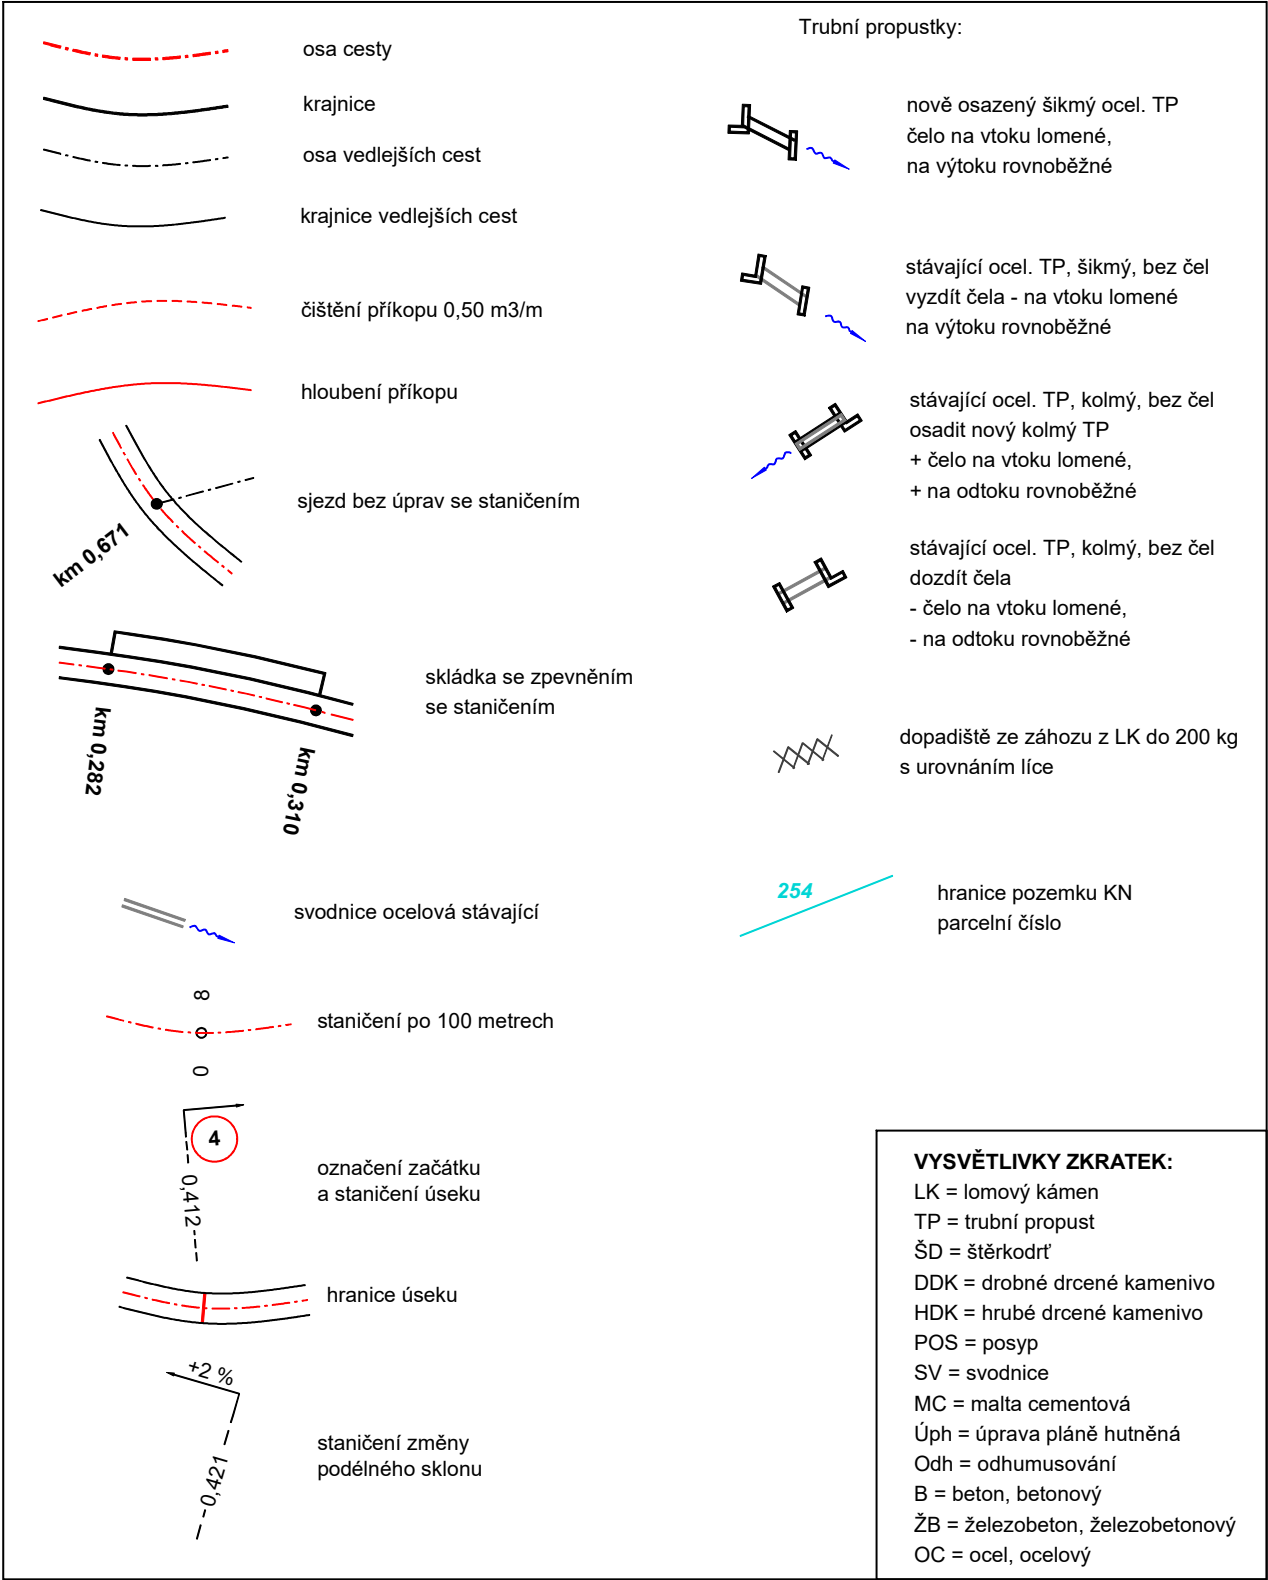 osa cesty
krajnice
osa vedlejších cest
krajnice vedlejších cest
čištění příkopu 0,50 m3/m
hloubení příkopu
km 0,671
sjezd bez úprav se staničením
km 0,282
km 0,310
skládka se zpevněním
se staničením
svodnice ocelová stávající
8
0
staničení po 100 metrech
4
0,412
označení začátku
a staničení úseku
hranice úseku
+2 %
0,421
staničení změny
podélného sklonu
Trubní propustky:
nově osazený šikmý ocel. TP
čelo na vtoku lomené,
na výtoku rovnoběžné
stávající ocel. TP, šikmý, bez čel
vyzdít čela - na vtoku lomené
na výtoku rovnoběžné
stávající ocel. TP, kolmý, bez čel
osadit nový kolmý TP
+ čelo na vtoku lomené,
+ na odtoku rovnoběžné
stávající ocel. TP, kolmý, bez čel
dozdít čela
- čelo na vtoku lomené,
- na odtoku rovnoběžné
dopadiště ze záhozu z LK do 200 kg
s urovnáním líce
254
hranice pozemku KN
parcelní číslo
VYSVĚTLIVKY ZKRATEK:
LK = lomový kámen
TP = trubní propust
ŠD = štěrkodrť
DDK = drobné drcené kamenivo
HDK = hrubé drcené kamenivo
POS = posyp
SV = svodnice
MC = malta cementová
Úph = úprava pláně hutněná
Odh = odhumusování
B = beton, betonový
ŽB = železobeton, železobetonový
OC = ocel, ocelový